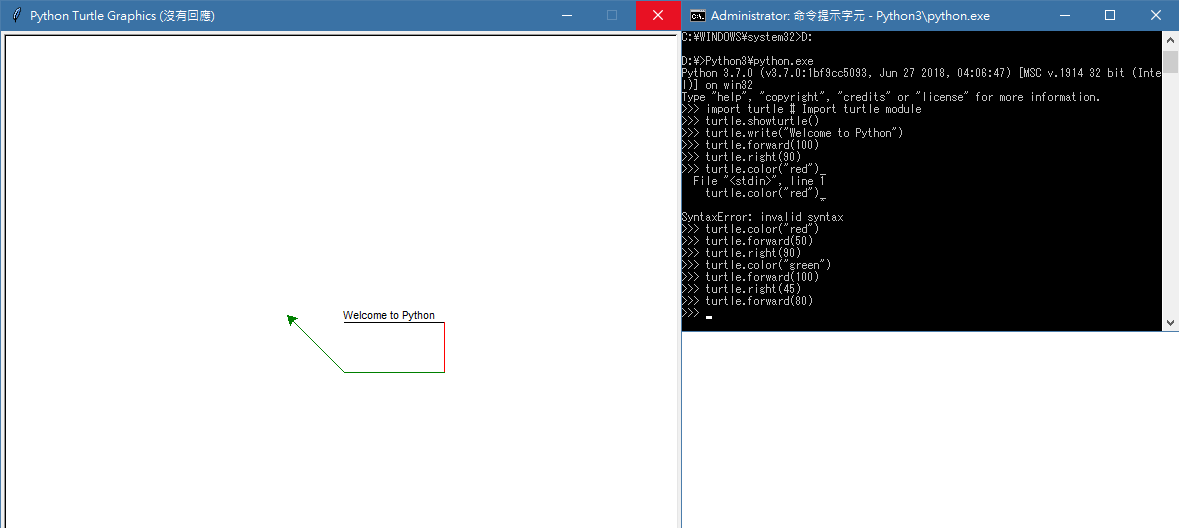 Python Turtle Graphics (沒有回應)
Welcome to Python
Administrator: 命令提示字元 - Python3\python.exe
C:¥WINDOWS¥system32>D:
D:¥>Python3¥python.exe
Python 3.7.0 (v3.7.0:1bf9cc5093, Jun 27 2018, 04:06:47) [MSC v.1914 32 bit (Inte
l)] on win32
Type "help", "copyright", "credits" or "license" for more information.
>>> import turtle # Import turtle module
>>> turtle.showturtle()
>>> turtle.write("Welcome to Python")
>>> turtle.forward(100)
>>> turtle.right(90)
>>> turtle.color("red")_
  File "<stdin>", line 1
    turtle.color("red")_
                       ^
SyntaxError: invalid syntax
>>> turtle.color("red")
>>> turtle.forward(50)
>>> turtle.right(90)
>>> turtle.color("green")
>>> turtle.forward(100)
>>> turtle.right(45)
>>> turtle.forward(80)
>>>